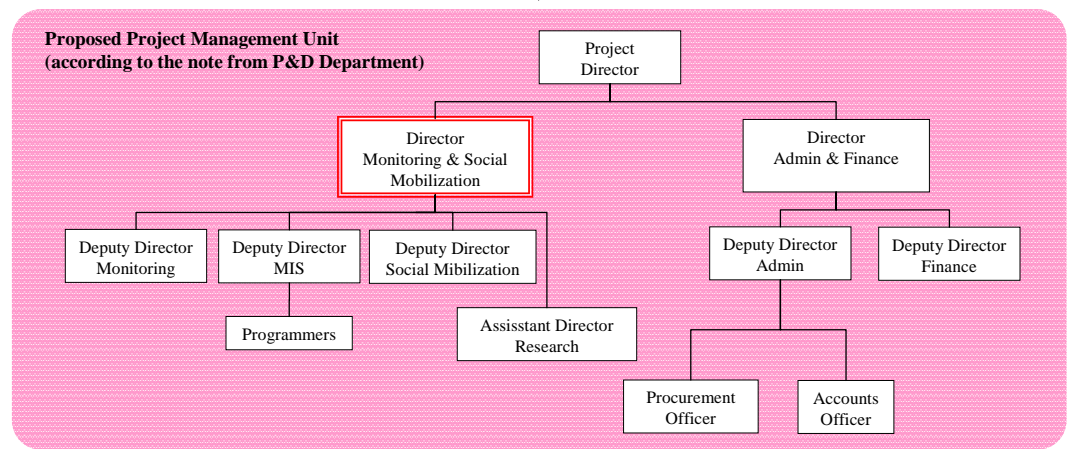 Proposed Project Management Unit
(according to the note from P&D Department)
Project
Director
Director
Monitoring & Social
Mobilization
Director
Admin & Finance
Deputy Director
Monitoring
Deputy Director
MIS
Deputy Director
Social Mibilization
Deputy Director
Admin
Deputy Director
Finance
Programmers
Assisstant Director
Research
Procurement
Officer
Accounts
Officer